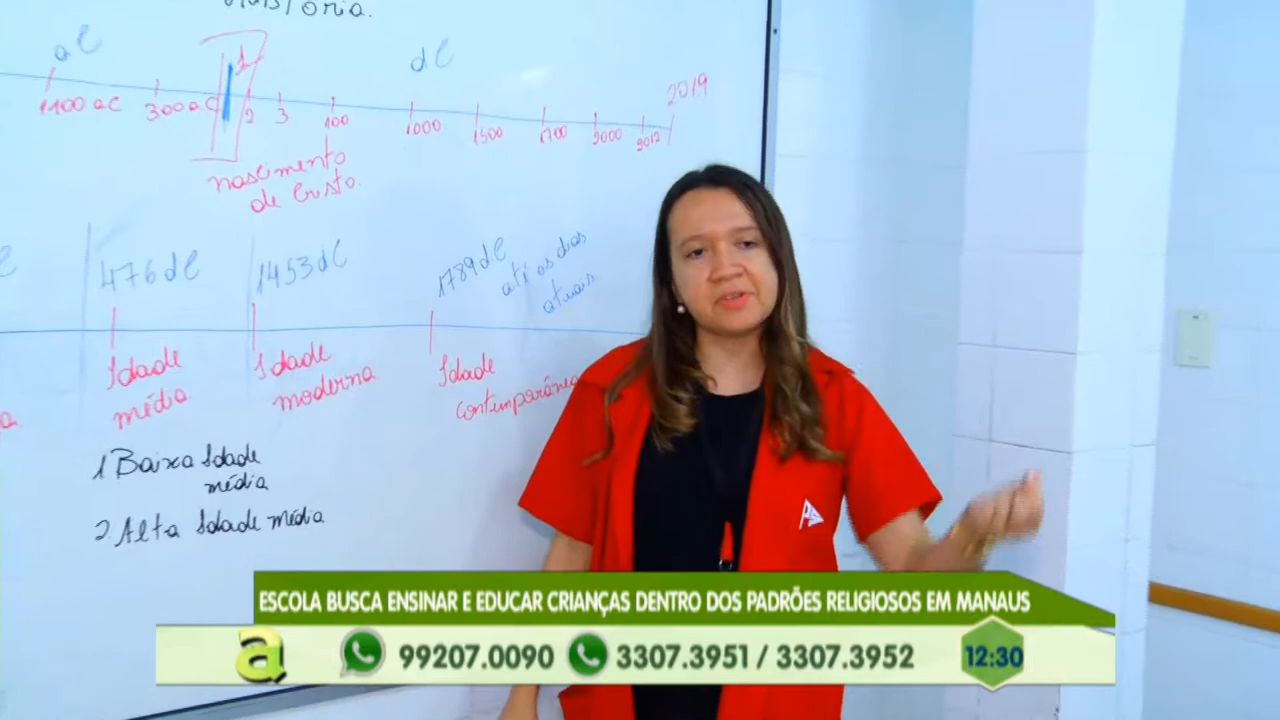 História.
aC
dC
1100 aC 300 aC 1 2 3 100 1000 1500 1700 2000 2012 2019
nascimento
de Cristo.
476 dC 1453 dC 1789 dC
até os dias
atuais
Idade
média
Idade
moderna
Idade
contemporânea
1 Baixa Idade
média
2 Alta Idade média
ESCOLA BUSCA ENSINAR E EDUCAR CRIANÇAS DENTRO DOS PADRÕES RELIGIOSOS EM MANAUS
a 99207.0090 3307.3951 / 3307.3952 12:30